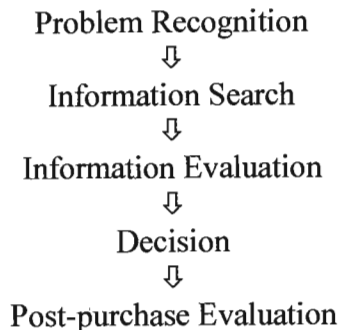 Problem Recognition
⇩
Information Search
⇩
Information Evaluation
⇩
Decision
⇩
Post-purchase Evaluation